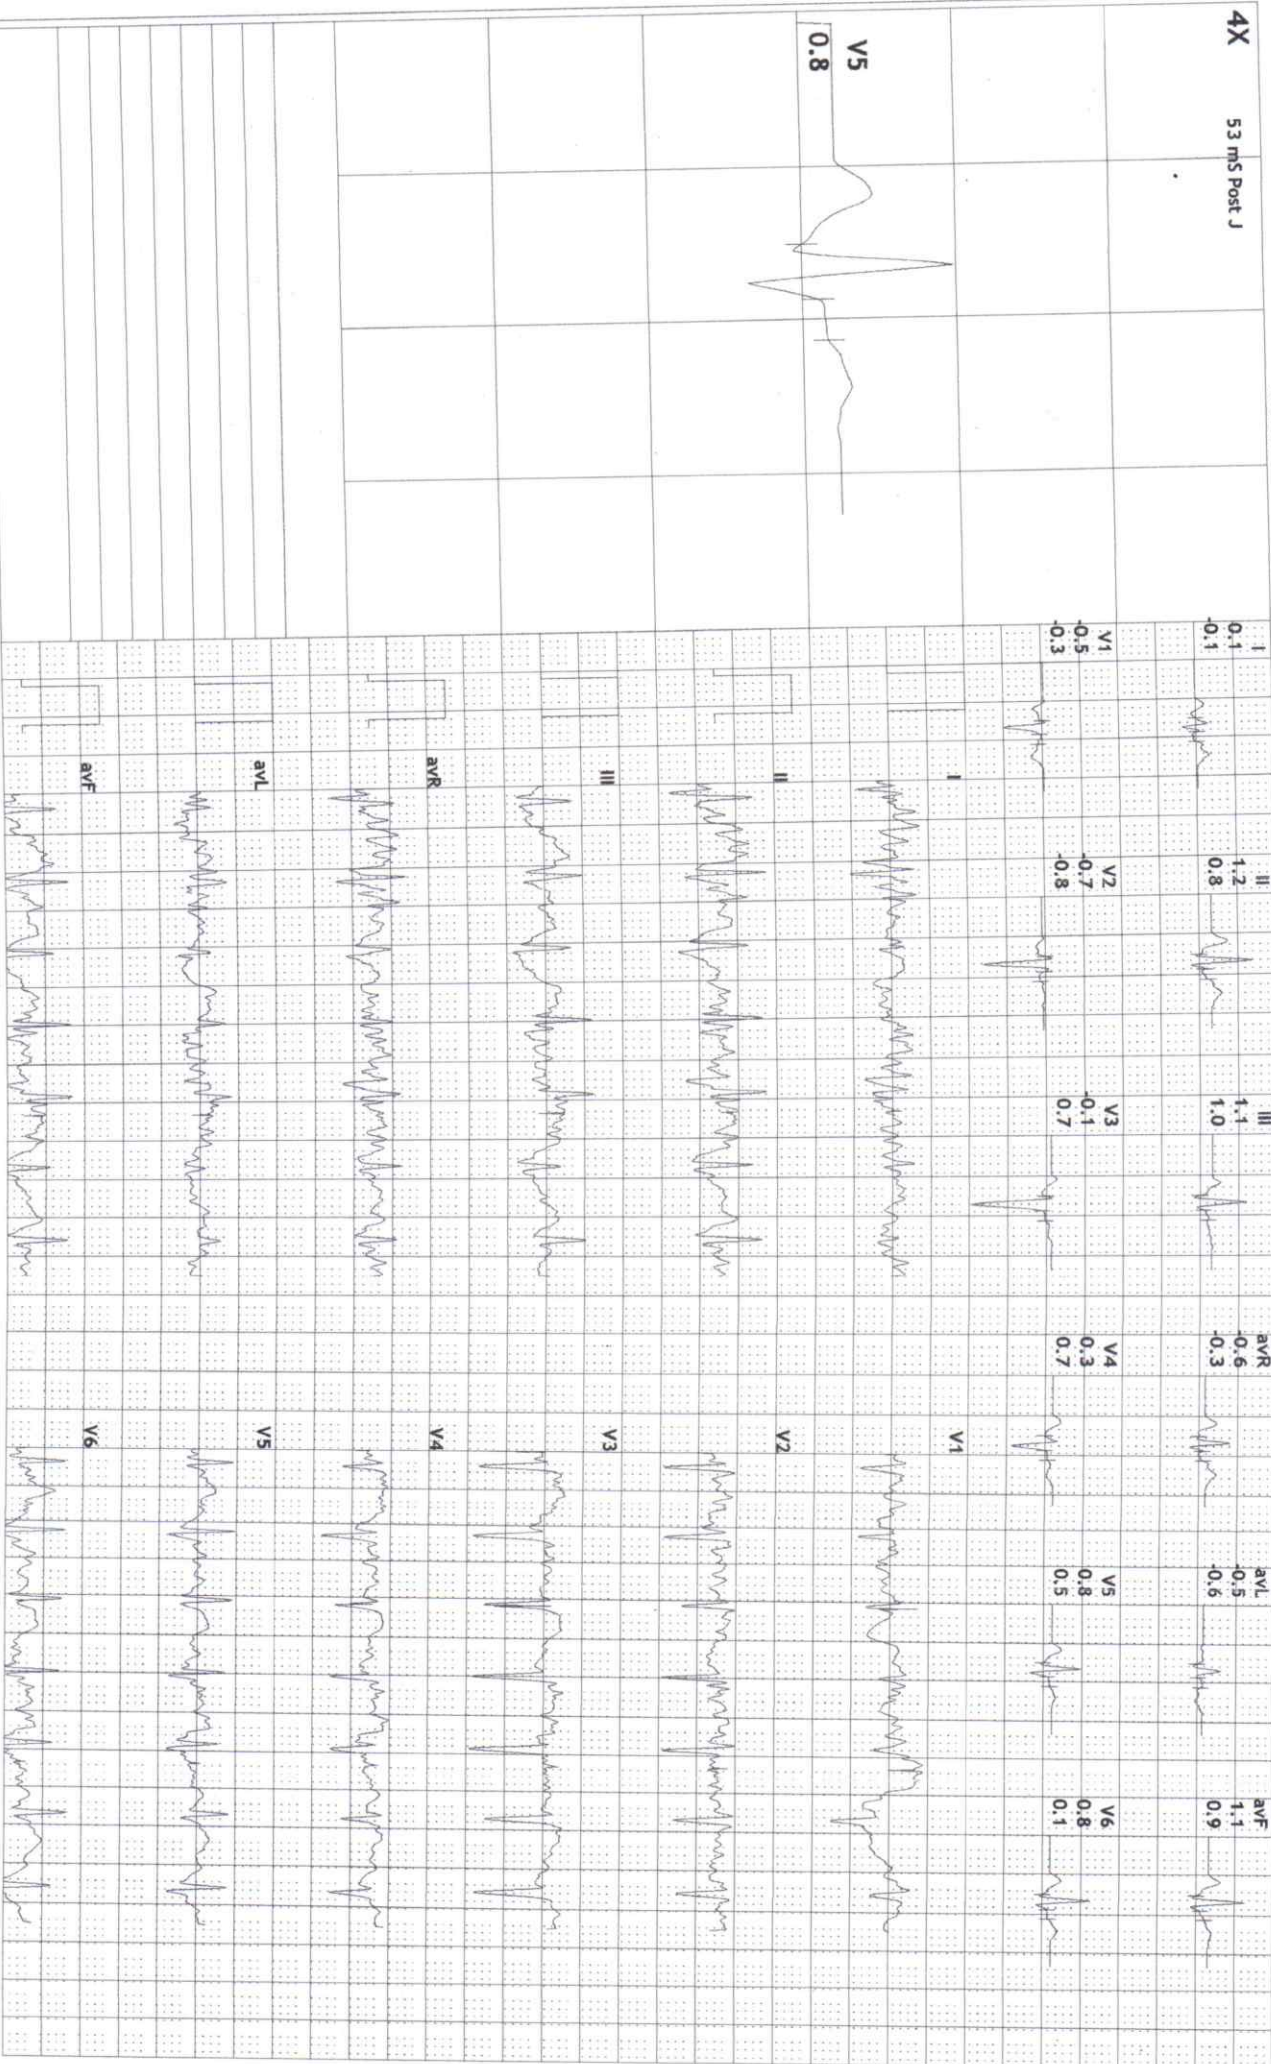 4X 53 mS Post J
V5
0.8
I II III avR avL avF
-0.1 1.2 1.1 -0.6 -0.5 1.1
-0.1 0.8 1.0 -0.3 -0.6 0.9
V1 V2 V3 V4 V5 V6
-0.5 -0.7 -0.1 0.3 0.8 0.8
-0.3 -0.8 0.7 0.7 0.5 0.1
I V1
II V2
III V3
avR V4
avL V5
avF V6